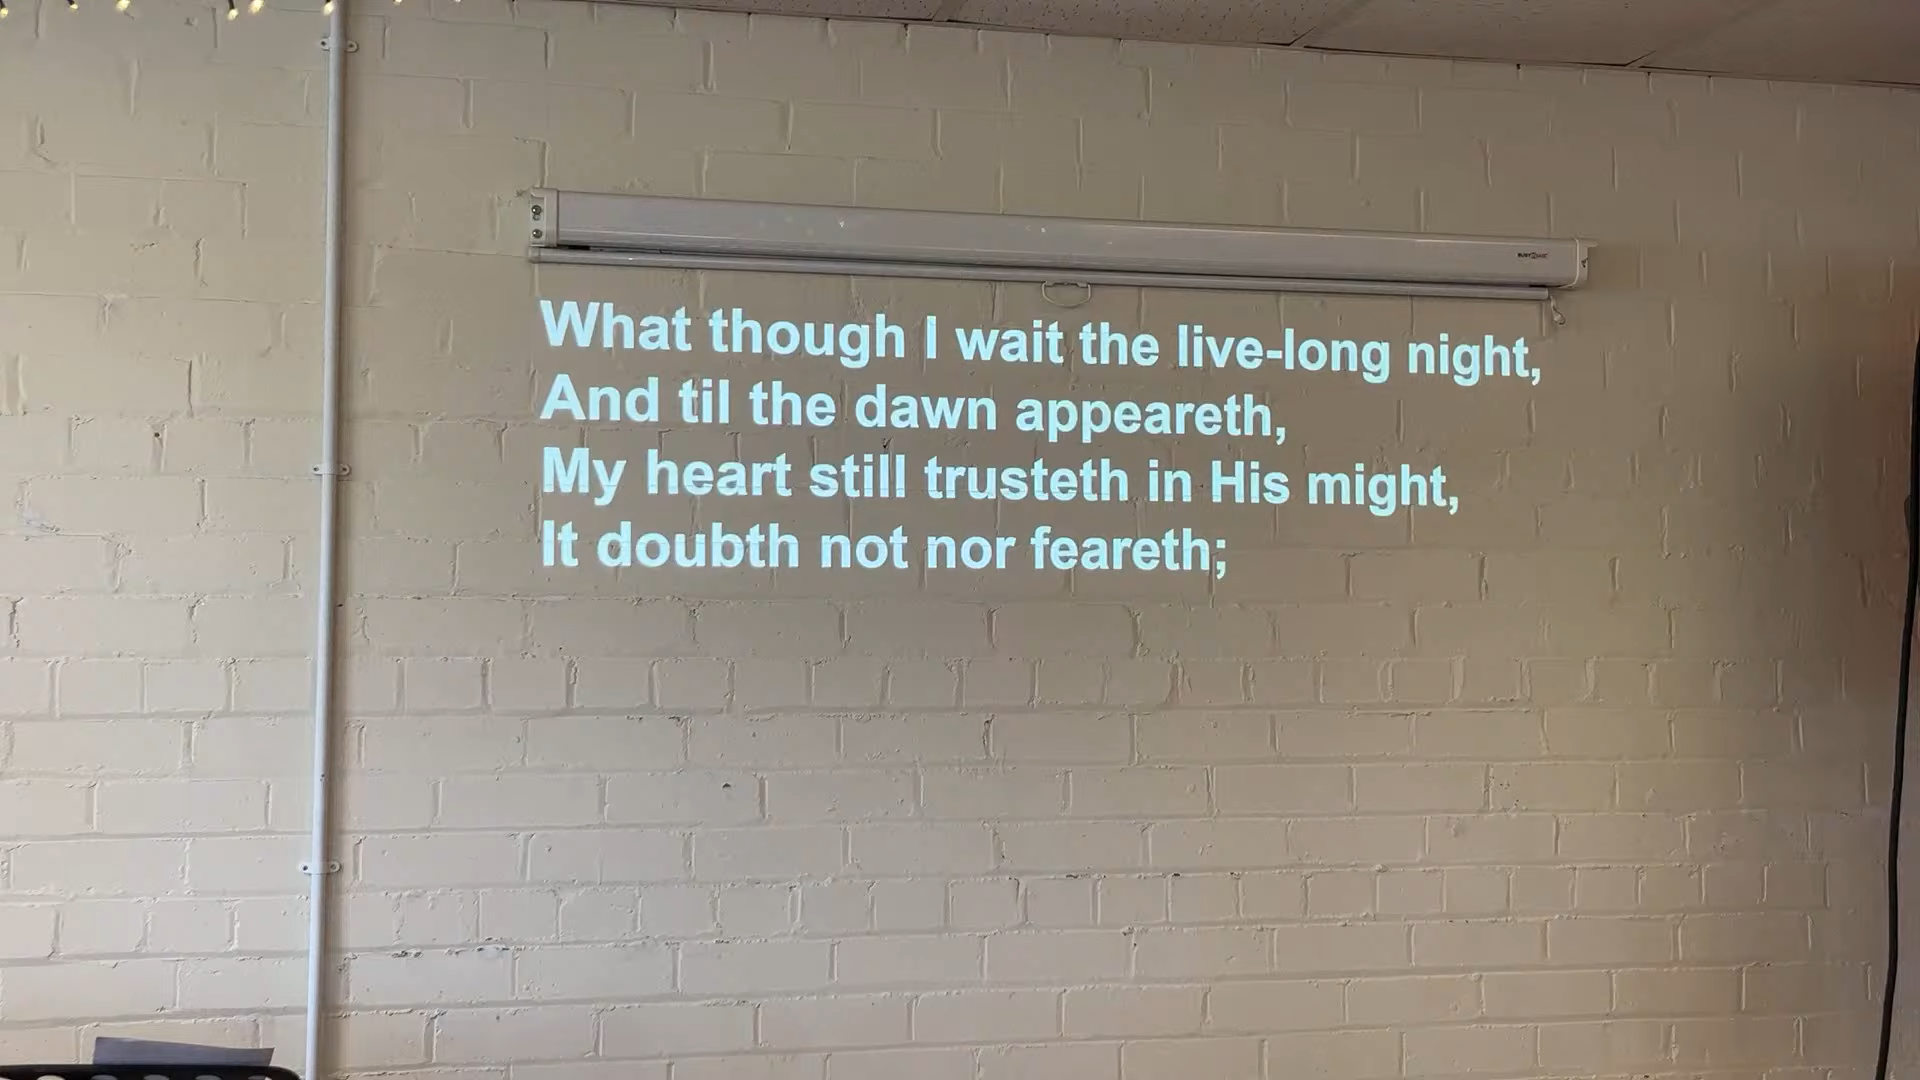 What though I wait the live-long night,
And til the dawn appeareth,
My heart still trusteth in His might,
It doubth not nor feareth;